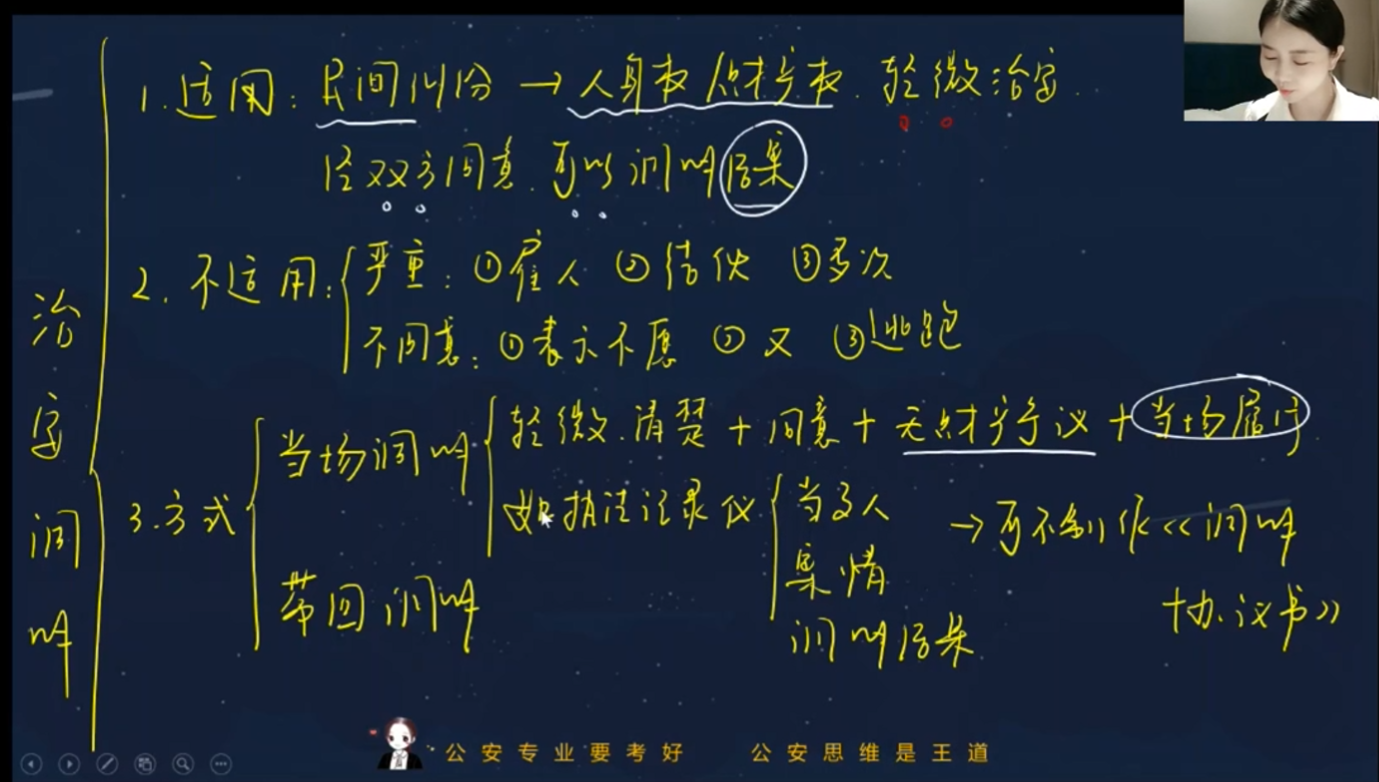 治安调解
1.适用：民间纠纷→人身权/财产权.轻微治安..
经双方同意.可以调解结案
2.不适用：
严重：①雇人 ②结伙 ③多次
不同意：①表示不愿 ②又 ③逃跑
3.方式
当场调解
轻微.清楚+同意+无财产争议+当场履行
如执法记录仪
当事人
案情
调解结果
→可不制作《调解协议书》
带回调解
公安专业要考好 公安思维是王道